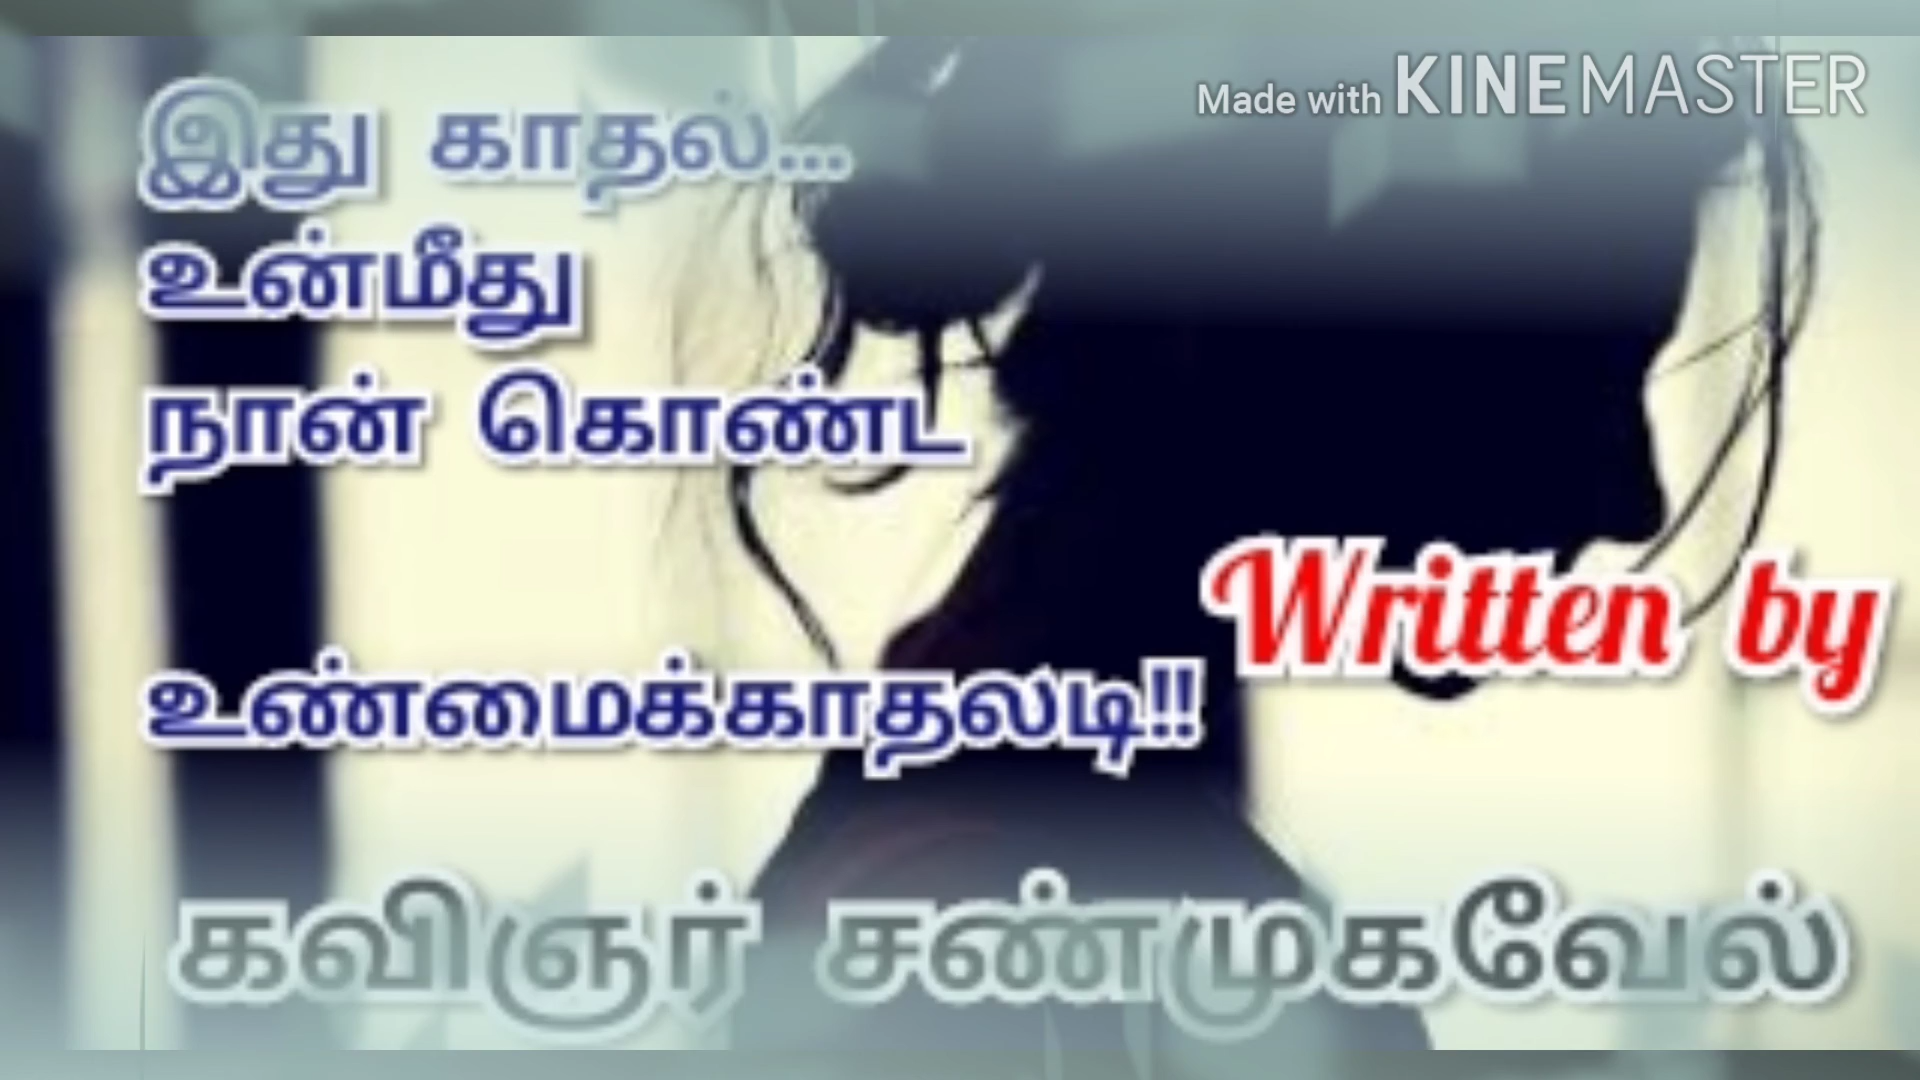 Made with KINEMASTER
இது காதல்...
உன்மீது
நான் கொண்ட
உண்மைக்காதலடி!!
Written by
கவிஞர் சண்முகவேல்